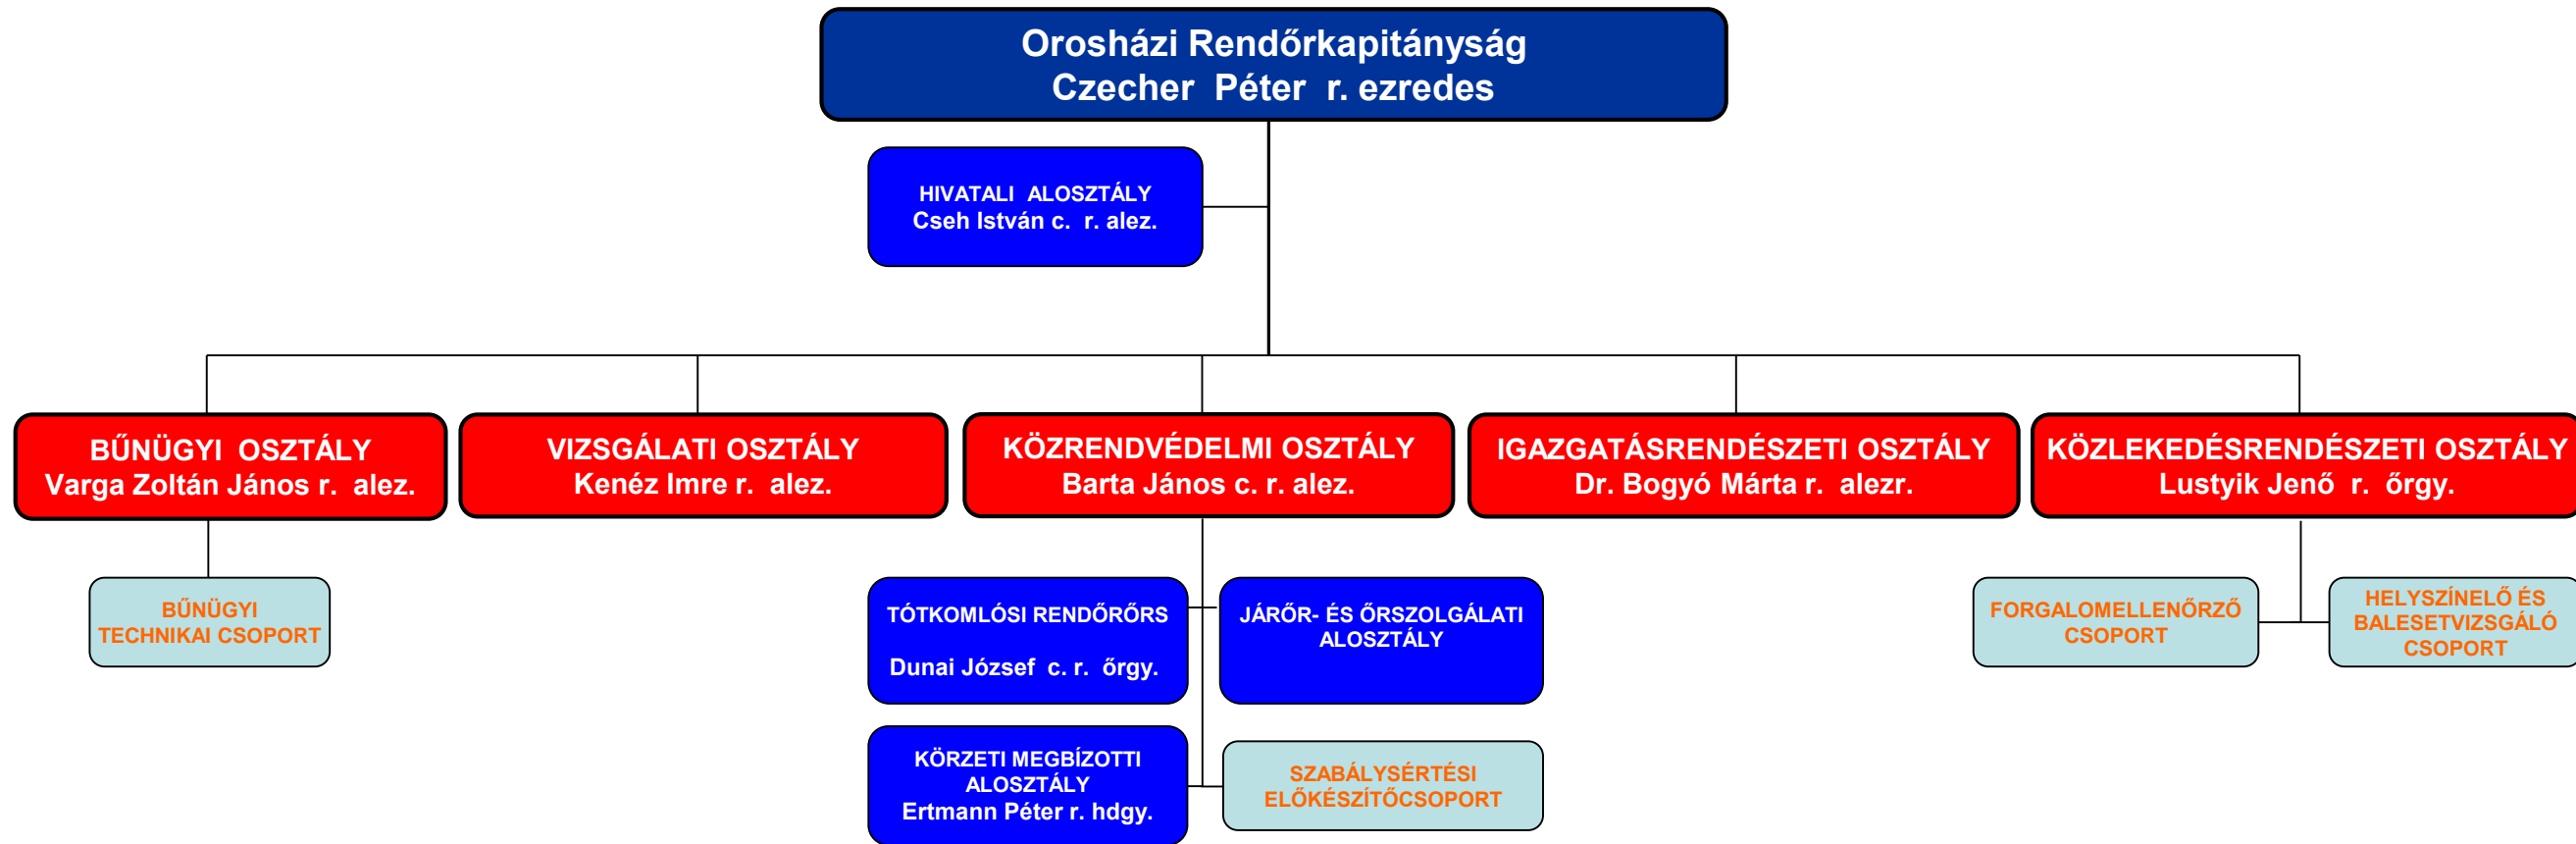 Orosházi Rendőrkapitányság
Czecher Péter r. ezredes
HIVATALI ALOSZTÁLY
Cseh István c. r. alez.
BŰNÜGYI OSZTÁLY
Varga Zoltán János r. alez.
VIZSGÁLATI OSZTÁLY
Kenéz Imre r. alez.
KÖZRENDVÉDELMI OSZTÁLY
Barta János c. r. alez.
IGAZGATÁSRENDÉSZETI OSZTÁLY
Dr. Bogyó Márta r. alezr.
KÖZLEKEDÉSRENDÉSZETI OSZTÁLY
Lustyik Jenő r. őrgy.
BŰNÜGYI
TECHNIKAI CSOPORT
TÓTKOMLÓSI RENDŐRŐRS
Dunai József c. r. őrgy.
JÁRŐR- ÉS ŐRSZOLGÁLATI
ALOSZTÁLY
FORGALOMELLENŐRZŐ
CSOPORT
HELYSZÍNELŐ ÉS
BALESETVIZSGÁLÓ
CSOPORT
KÖRZETI MEGBÍZOTTI
ALOSZTÁLY
Ertmann Péter r. hdgy.
SZABÁLYSÉRTÉSI
ELŐKÉSZÍTŐCSOPORT